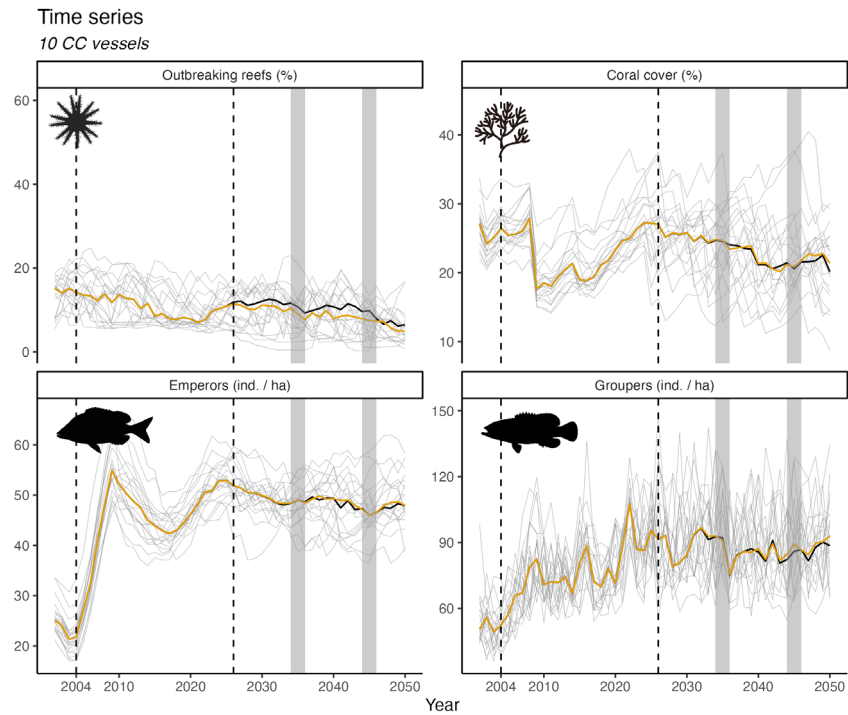 Time series
10 CC vessels
Outbreaking reefs (%)
Coral cover (%)
60
40
20
0
40
30
20
10
Emperors (ind. / ha)
Groupers (ind. / ha)
60
50
40
30
20
150
120
90
60
2004 2010 2020 2030 2040 2050
2004 2010 2020 2030 2040 2050
Year